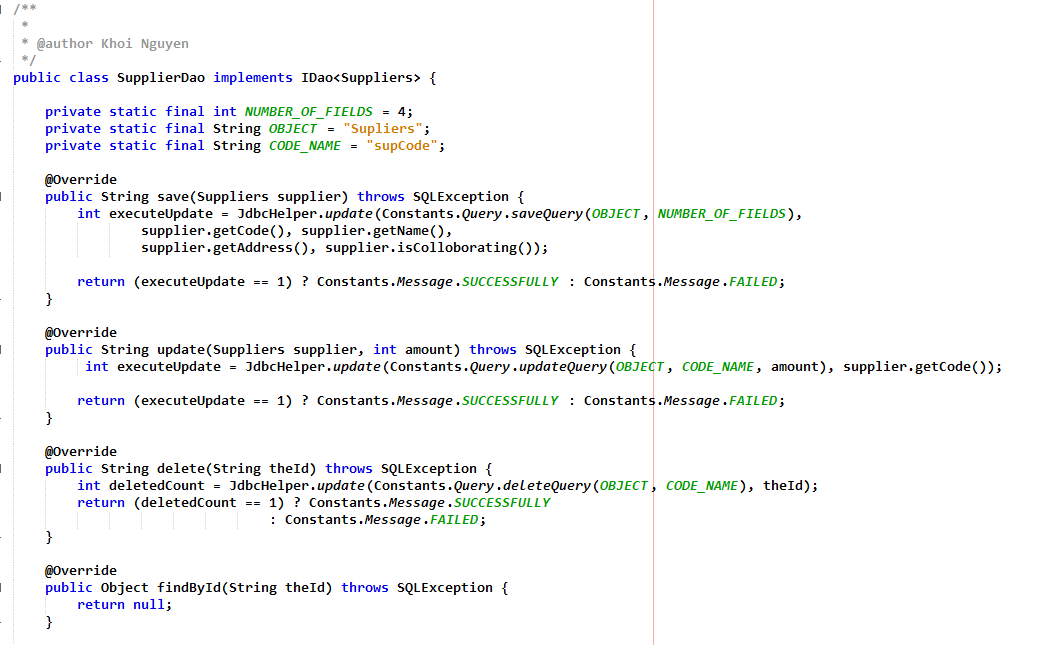 /**
 *
 * @author Khoi Nguyen
 */
public class SupplierDao implements IDao<Suppliers> {
    private static final int NUMBER_OF_FIELDS = 4;
    private static final String OBJECT = "Supliers";
    private static final String CODE_NAME = "supCode";
    @Override
    public String save(Suppliers supplier) throws SQLException {
        int executeUpdate = JdbcHelper.update(Constants.Query.saveQuery(OBJECT, NUMBER_OF_FIELDS),
                supplier.getCode(), supplier.getName(),
                supplier.getAddress(), supplier.isColloborating());
        return (executeUpdate == 1) ? Constants.Message.SUCCESSFULLY : Constants.Message.FAILED;
    }
    @Override
    public String update(Suppliers supplier, int amount) throws SQLException {
         int executeUpdate = JdbcHelper.update(Constants.Query.updateQuery(OBJECT, CODE_NAME, amount), supplier.getCode());
        return (executeUpdate == 1) ? Constants.Message.SUCCESSFULLY : Constants.Message.FAILED;
    }
    @Override
    public String delete(String theId) throws SQLException {
        int deletedCount = JdbcHelper.update(Constants.Query.deleteQuery(OBJECT, CODE_NAME), theId);
        return (deletedCount == 1) ? Constants.Message.SUCCESSFULLY
                                : Constants.Message.FAILED;
    }
    @Override
    public Object findById(String theId) throws SQLException {
        return null;
    }